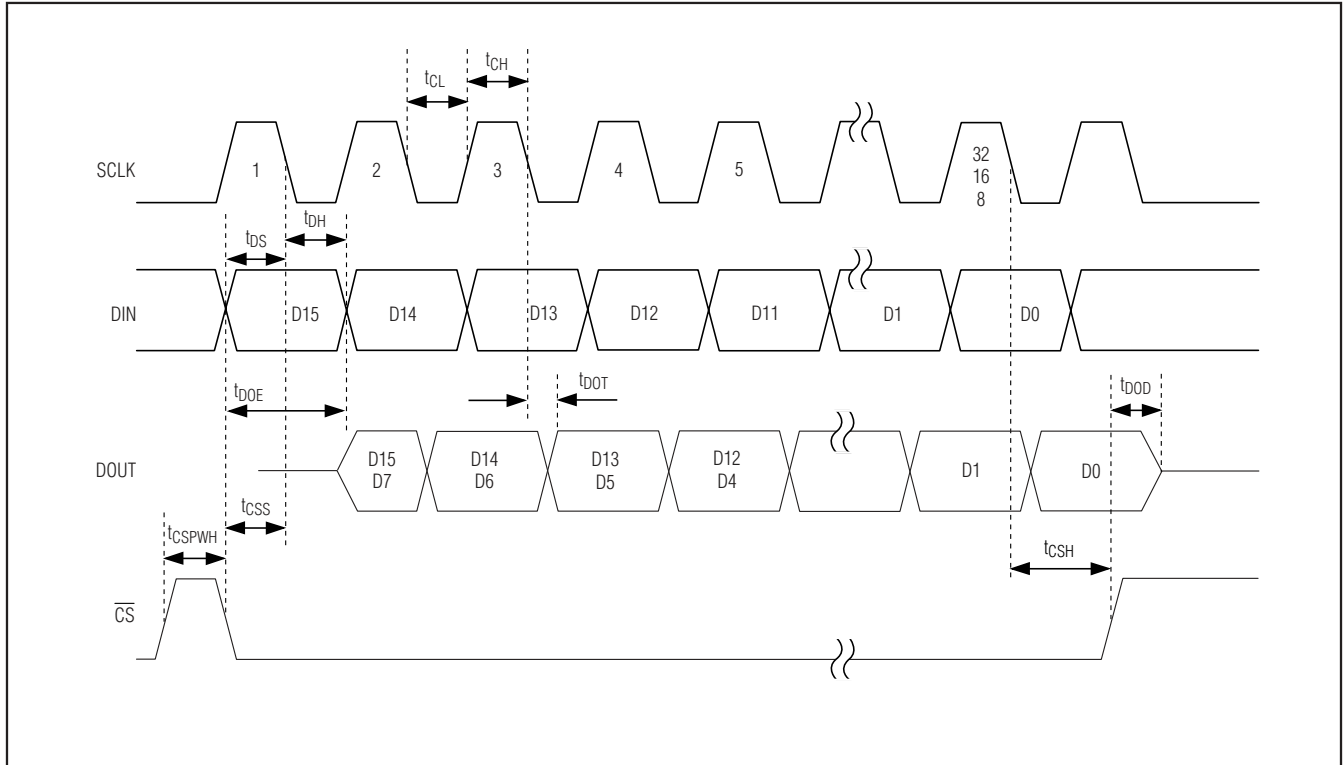 tCL
tCH
SCLK
1
2
3
4
5
32
16
8
tDS
tDH
DIN
D15
D14
D13
D12
D11
D1
D0
tDOE
tDOT
tDOD
DOUT
D15
D7
D14
D6
D13
D5
D12
D4
D1
D0
tCSPWH
tCSS
tCSH
CS